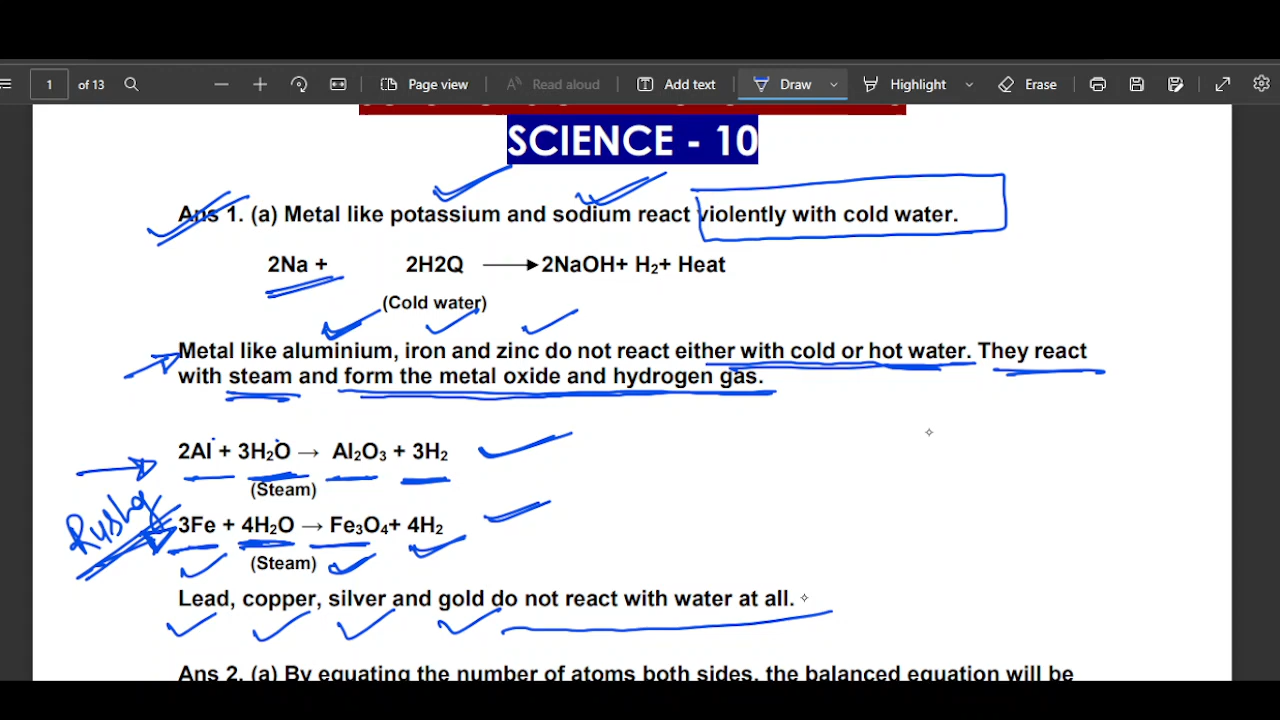 1 of 13 Page view Read aloud Add text Draw Highlight Erase
SCIENCE - 10
Ans 1. (a) Metal like potassium and sodium react violently with cold water.
2Na + 2H2Q → 2NaOH+ H₂+ Heat
(Cold water)
Metal like aluminium, iron and zinc do not react either with cold or hot water. They react
with steam and form the metal oxide and hydrogen gas.
2Al + 3H₂O → Al₂O₃ + 3H₂
(Steam)
3Fe + 4H₂O → Fe₃O₄+ 4H₂
(Steam)
Lead, copper, silver and gold do not react with water at all.
Ans 2. (a) By equating the number of atoms both sides, the balanced equation will be